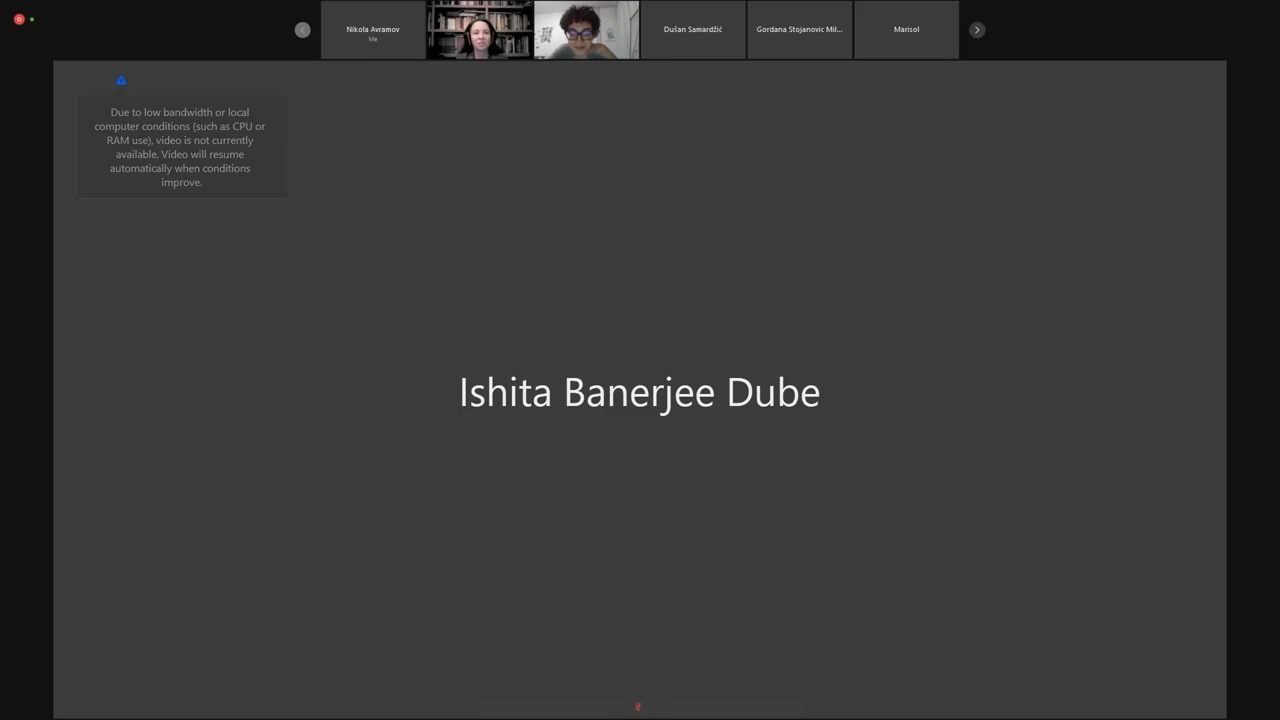 Nikola Avramov
Me
Dušan Samardžić
Gordana Stojanovic Mil...
Marisol
Due to low bandwidth or local
computer conditions (such as CPU or
RAM use), video is not currently
available. Video will resume
automatically when conditions
improve.
Ishita Banerjee Dube